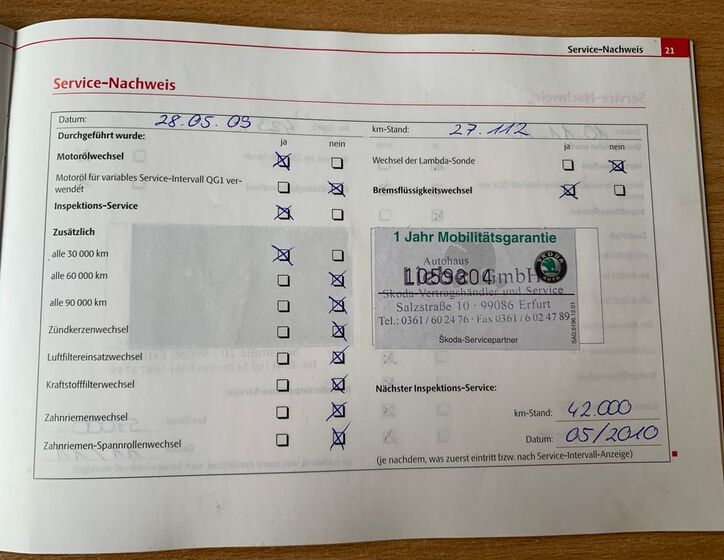 Service-Nachweis 21
Service-Nachweis
Datum: 28.05.09 km-Stand: 27.112
Durchgeführt wurde: ja nein ja nein
Motorölwechsel
Wechsel der Lambda-Sonde
Motoröl für variables Service-Intervall QG1 ver-
wendet
Bremsflüssigkeitswechsel
Inspektions-Service
Zusätzlich
alle 30 000 km
alle 60 000 km
alle 90 000 km
Zündkerzenwechsel
Luftfiltereinsatzwechsel
Kraftstofffilterwechsel
Zahnriemenwechsel
Zahnriemen-Spannrollenwechsel
1 Jahr Mobilitätsgarantie
Autohaus
GmbH
L059304
SKODA
Skoda-Vertragshändler und Service
Salzstraße 10 · 99086 Erfurt
Tel.: 0361/60 24 76 · Fax 0361/6 02 47 89
Škoda-Servicepartner
Nächster Inspektions-Service:
km-Stand: 42.000
Datum: 05/2010
(je nachdem, was zuerst eintritt bzw. nach Service-Intervall-Anzeige)